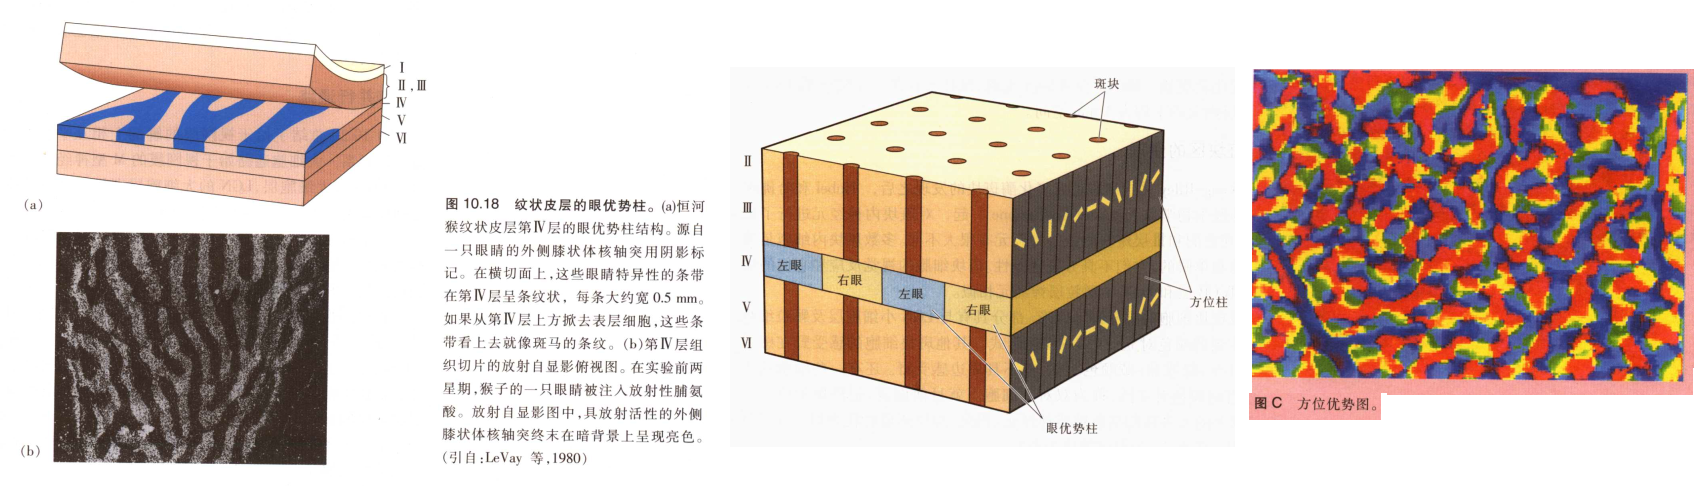 Ⅰ
Ⅱ,Ⅲ
Ⅳ
Ⅴ
Ⅵ
(a)
(b)
图 10.18 纹状皮层的眼优势柱。(a)恒河
猴纹状皮层第Ⅳ层的眼优势柱结构。源自
一只眼睛的外侧膝状体核轴突用阴影标
记。在横切面上,这些眼睛特异性的条带
在第Ⅳ层呈条纹状，每条大约宽 0.5 mm。
如果从第Ⅳ层上方掀去表层细胞,这些条
带看上去就像斑马的条纹。(b)第Ⅳ层组
织切片的放射自显影俯视图。在实验前两
星期,猴子的一只眼睛被注入放射性脯氨
酸。放射自显影图中,具放射活性的外侧
膝状体核轴突终末在暗背景上呈现亮色。
(引自:LeVay 等,1980)
斑块
Ⅱ
Ⅲ
Ⅳ
Ⅴ
Ⅵ
左眼
右眼
左眼
右眼
方位柱
眼优势柱
图 C 方位优势图。